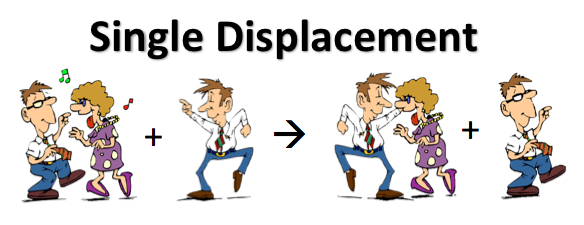 Single Displacement
+ → +